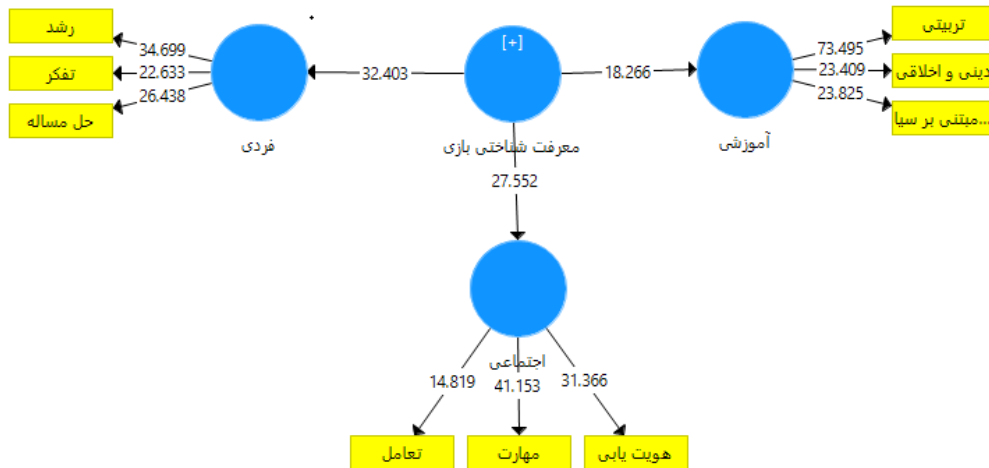 تربیتی
رشد
[+]
73.495
34.699
دینی و اخلاقی
23.409
18.266
32.403
22.633
تفکر
23.825
26.438
...مبتنی بر سیا
حل مساله
آموزشی
معرفت شناختی بازی
فردی
27.552
اجتماعی
31.366
41.153
14.819
هویت یابی
مهارت
تعامل